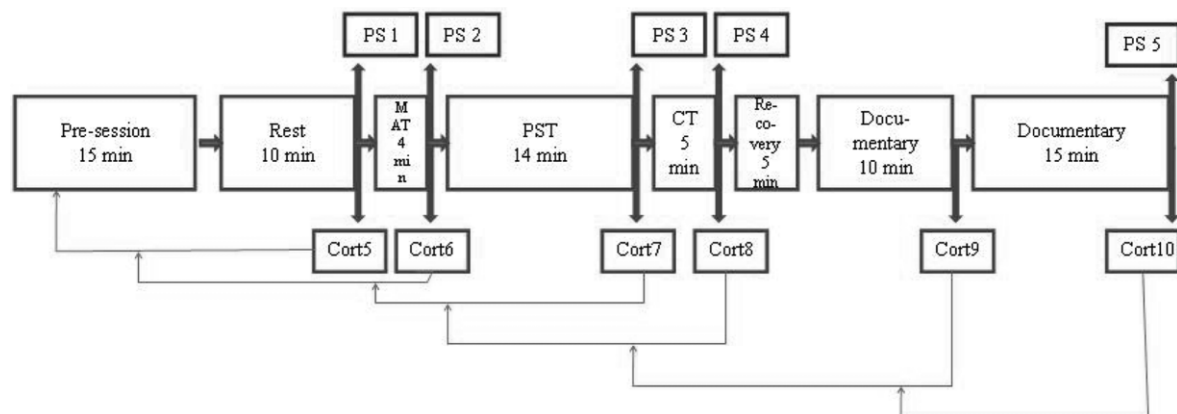 PS 1
PS 2
PS 3
PS 4
PS 5
Pre-session
15 min
Rest
10 min
M
AT
4
mi
n
PST
14 min
CT
5
min
Re-
co-
very
5
min
Docu-
mentary
10 min
Documentary
15 min
Cort5
Cort6
Cort7
Cort8
Cort9
Cort10